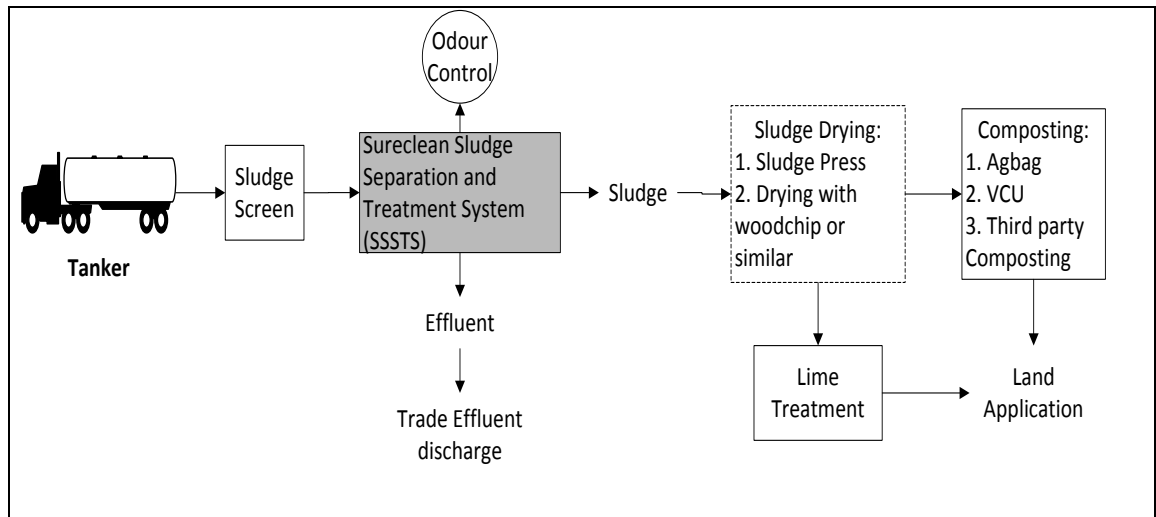 Odour
Control
Tanker
Sludge
Screen
Sureclean Sludge
Separation and
Treatment System
(SSSTS)
Effluent
Trade Effluent
discharge
Sludge
Sludge Drying:
1. Sludge Press
2. Drying with
woodchip or
similar
Composting:
1. Agbag
2. VCU
3. Third party
Composting
Lime
Treatment
Land
Application